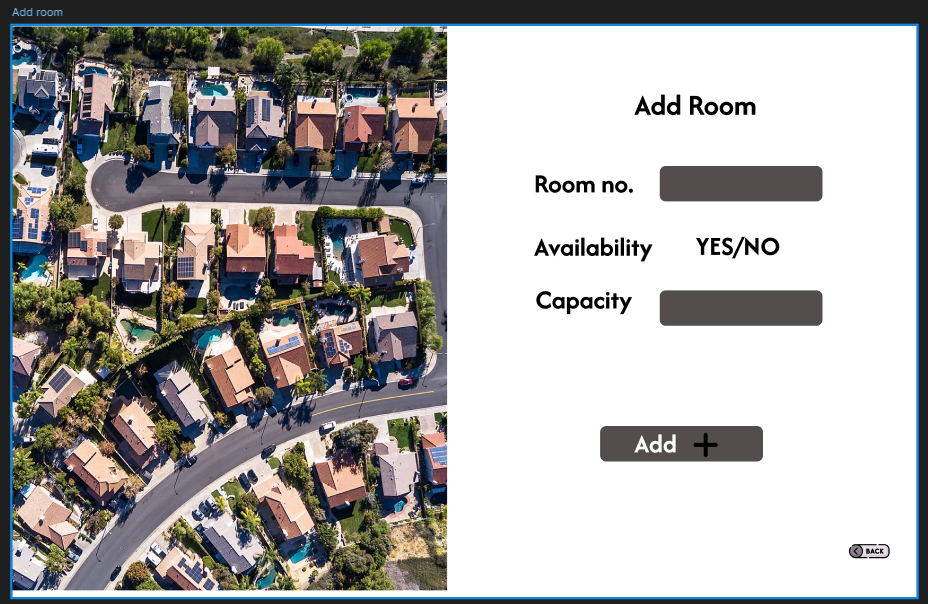 Add room
Add Room
Room no.
Availability YES/NO
Capacity
Add
BACK